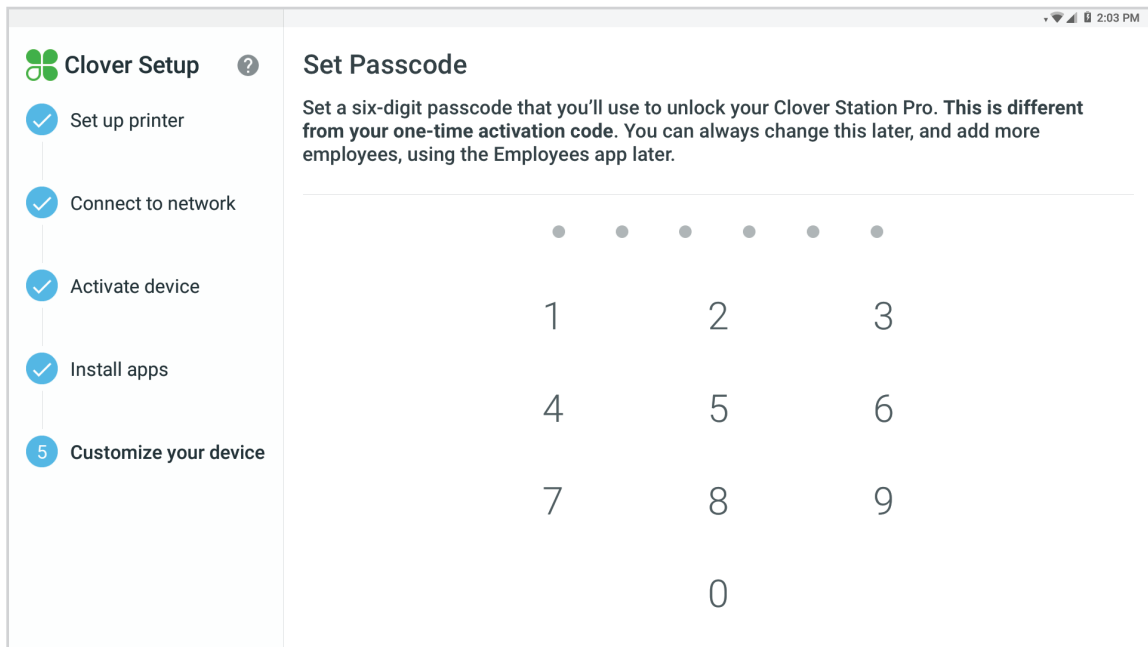 2:03 PM
Clover Setup
?
Set up printer
Connect to network
Activate device
Install apps
5 Customize your device
Set Passcode
Set a six-digit passcode that you’ll use to unlock your Clover Station Pro. This is different
from your one-time activation code. You can always change this later, and add more
employees, using the Employees app later.
1 2 3
4 5 6
7 8 9
0